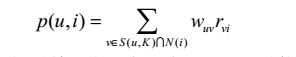 p(u,i) = ∑ w_{uv} r_{vi}
v∈S(u,K)∩N(i)